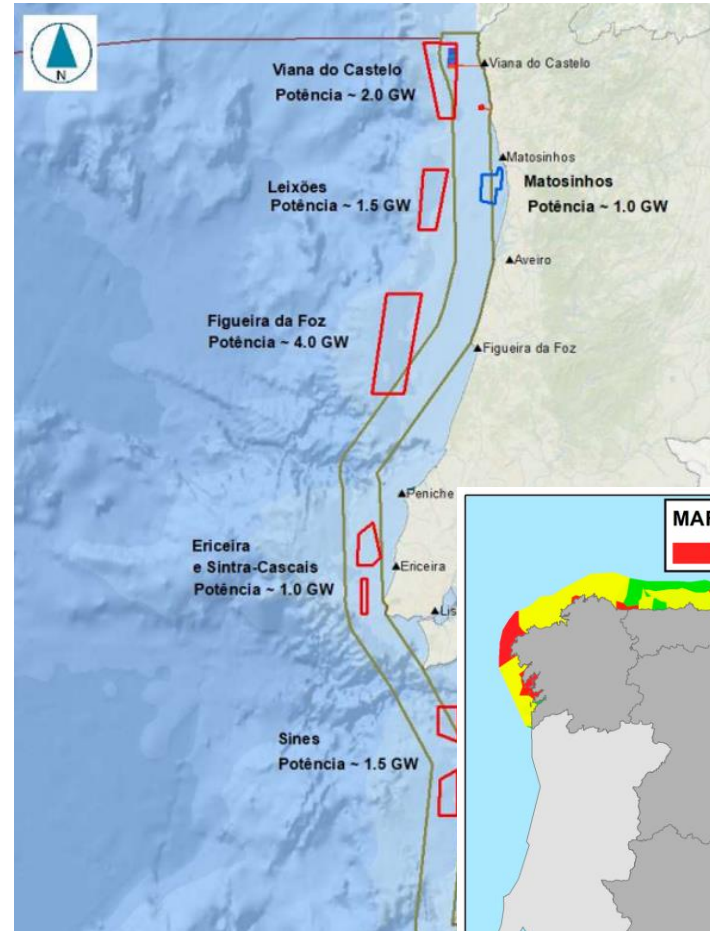 N
Viana do Castelo
Potência ~ 2.0 GW
▲Viana do Castelo
▲Matosinhos
Leixões
Potência ~ 1.5 GW
Matosinhos
Potência ~ 1.0 GW
▲Aveiro
Figueira da Foz
Potência ~ 4.0 GW
▲Figueira da Foz
▲Peniche
Ericeira
e Sintra-Cascais
Potência ~ 1.0 GW
▲Ericeira
▲Lis
Sines
Potência ~ 1.5 GW